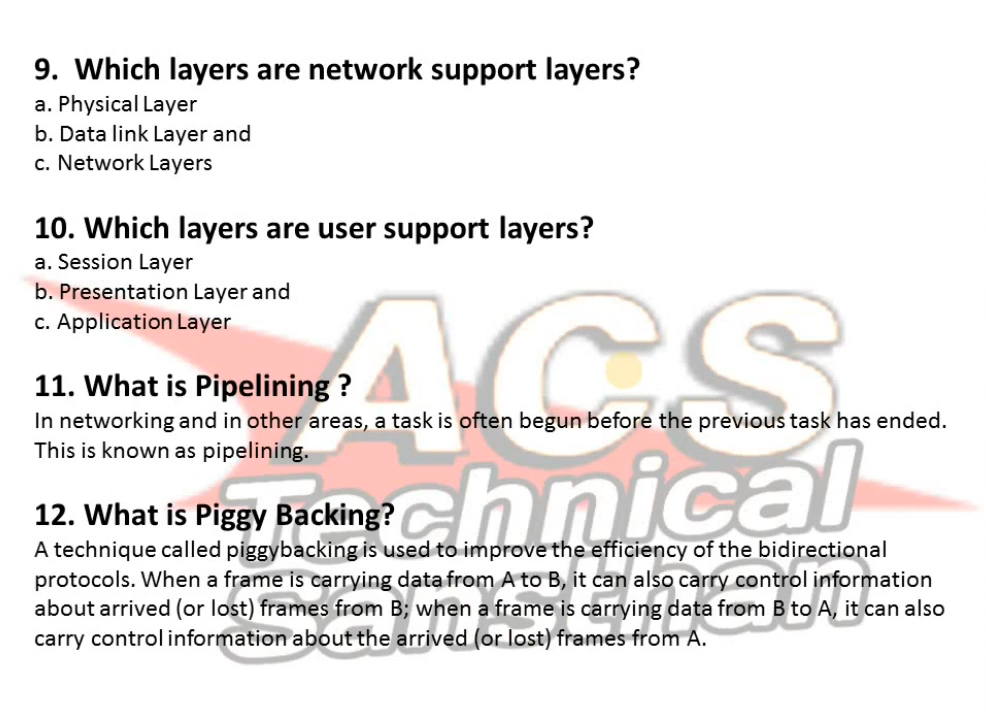 9. Which layers are network support layers?
a. Physical Layer
b. Data link Layer and
c. Network Layers
10. Which layers are user support layers?
a. Session Layer
b. Presentation Layer and
c. Application Layer
11. What is Pipelining ?
In networking and in other areas, a task is often begun before the previous task has ended.
This is known as pipelining.
12. What is Piggy Backing?
A technique called piggybacking is used to improve the efficiency of the bidirectional
protocols. When a frame is carrying data from A to B, it can also carry control information
about arrived (or lost) frames from B; when a frame is carrying data from B to A, it can also
carry control information about the arrived (or lost) frames from A.
ACS
Technical
Sansthan